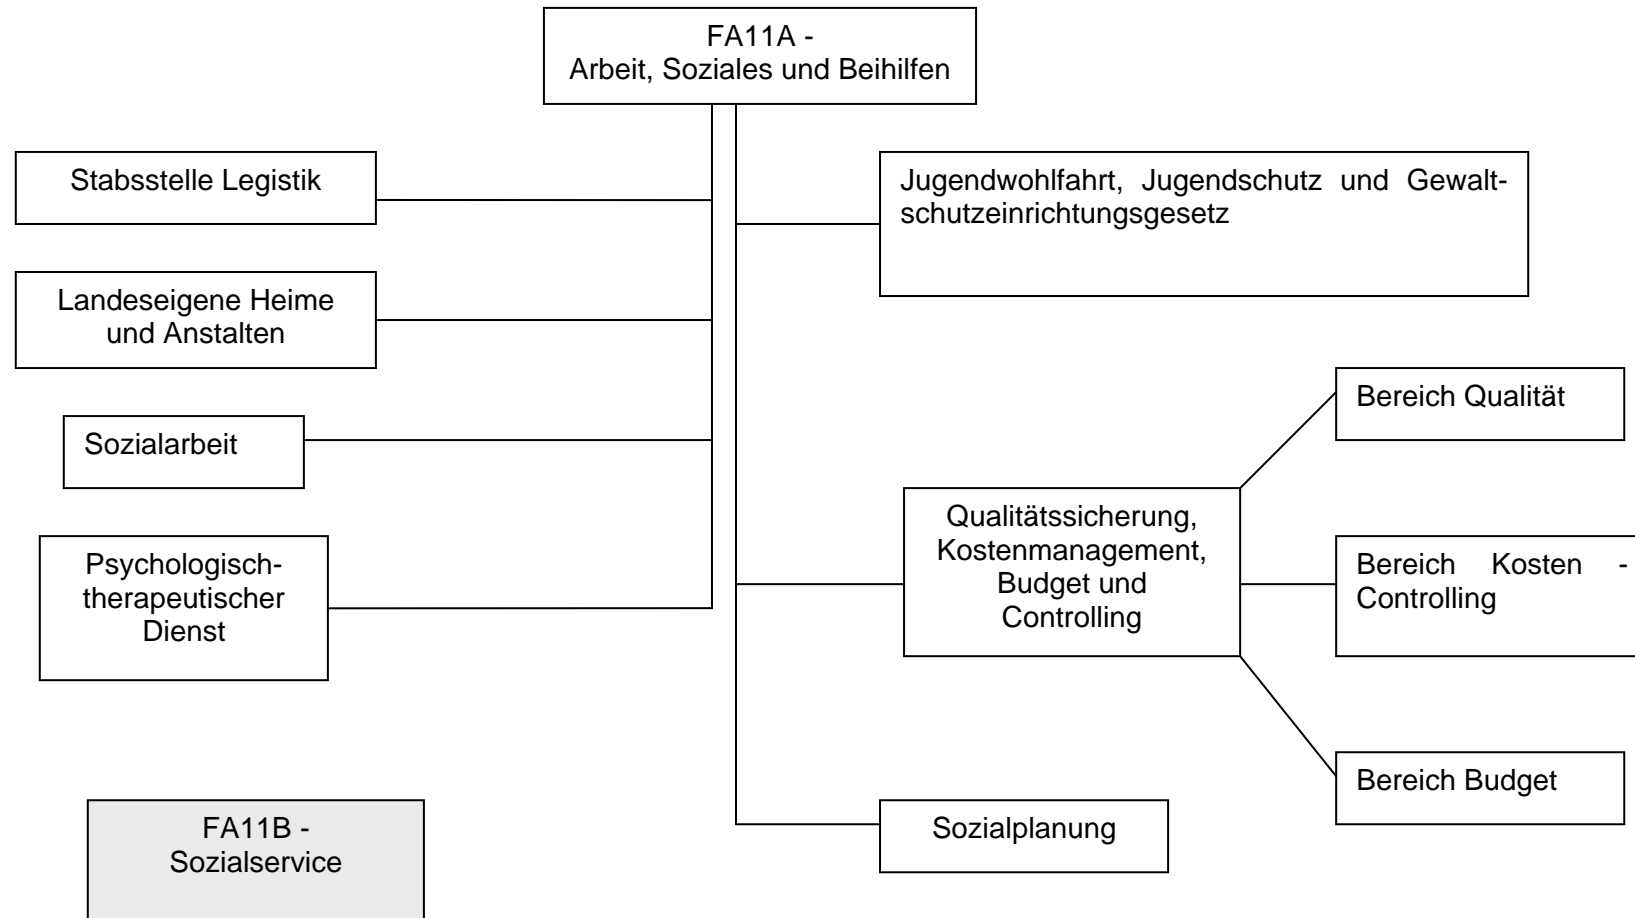 FA11A -
Arbeit, Soziales und Beihilfen
Stabsstelle Legistik
Jugendwohlfahrt, Jugendschutz und Gewalt-
schutzeinrichtungsgesetz
Landeseigene Heime
und Anstalten
Bereich Qualität
Sozialarbeit
Qualitätssicherung,
Kostenmanagement,
Budget und
Controlling
Psychologisch-
therapeutischer
Dienst
Bereich Kosten -
Controlling
Bereich Budget
FA11B -
Sozialservice
Sozialplanung